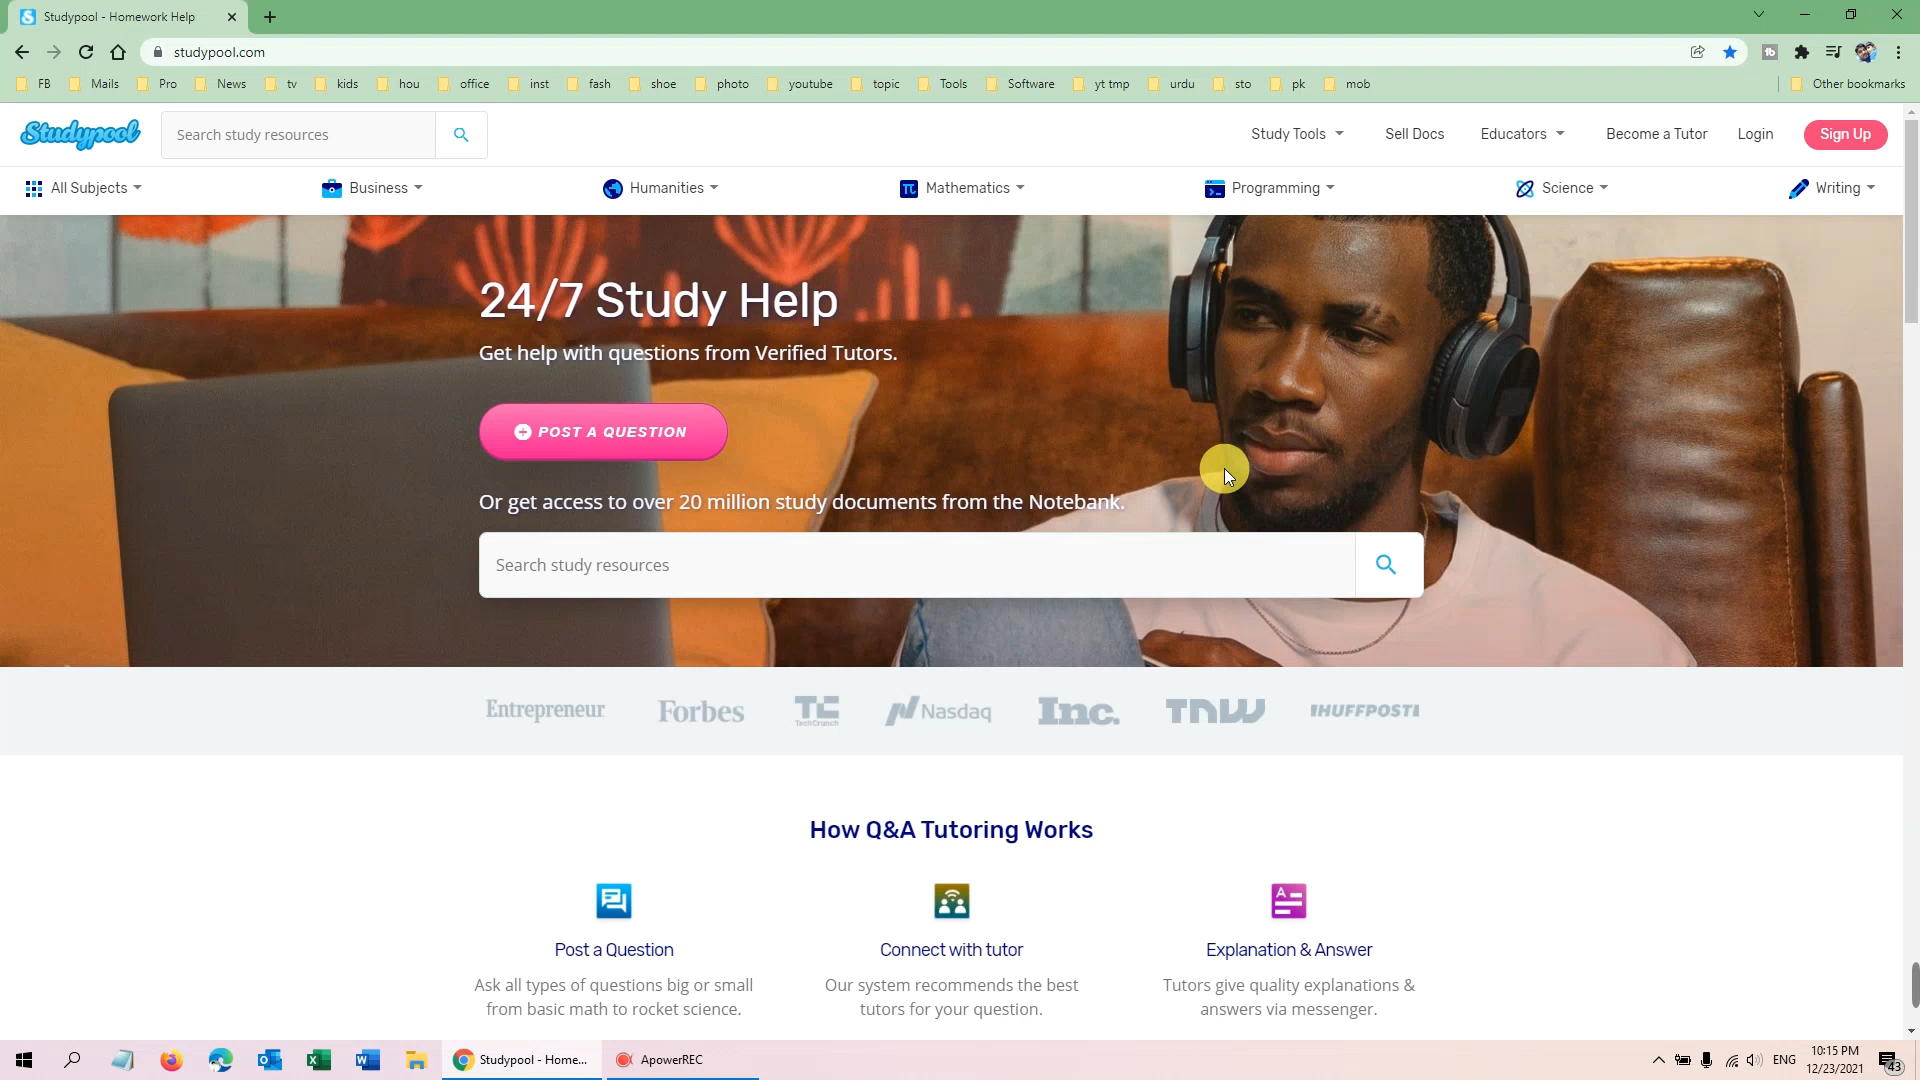 Studypool - Homework Help
studypool.com
FB Mails Pro News tv kids hou office inst fash shoe photo youtube topic Tools Software yt tmp urdu sto pk mob Other bookmarks
Studypool Search study resources Study Tools Sell Docs Educators Become a Tutor Login Sign Up
All Subjects Business Humanities Mathematics Programming Science Writing
24/7 Study Help
Get help with questions from Verified Tutors.
POST A QUESTION
Or get access to over 20 million study documents from the Notebank.
Search study resources
Entrepreneur Forbes TC TechCrunch Nasdaq Inc. TNW IHUFFPOSTI
How Q&A Tutoring Works
Post a Question
Ask all types of questions big or small
from basic math to rocket science.
Connect with tutor
Our system recommends the best
tutors for your question.
Explanation & Answer
Tutors give quality explanations &
answers via messenger.
Studypool - Home... ApowerREC ENG 10:15 PM
12/23/2021
43